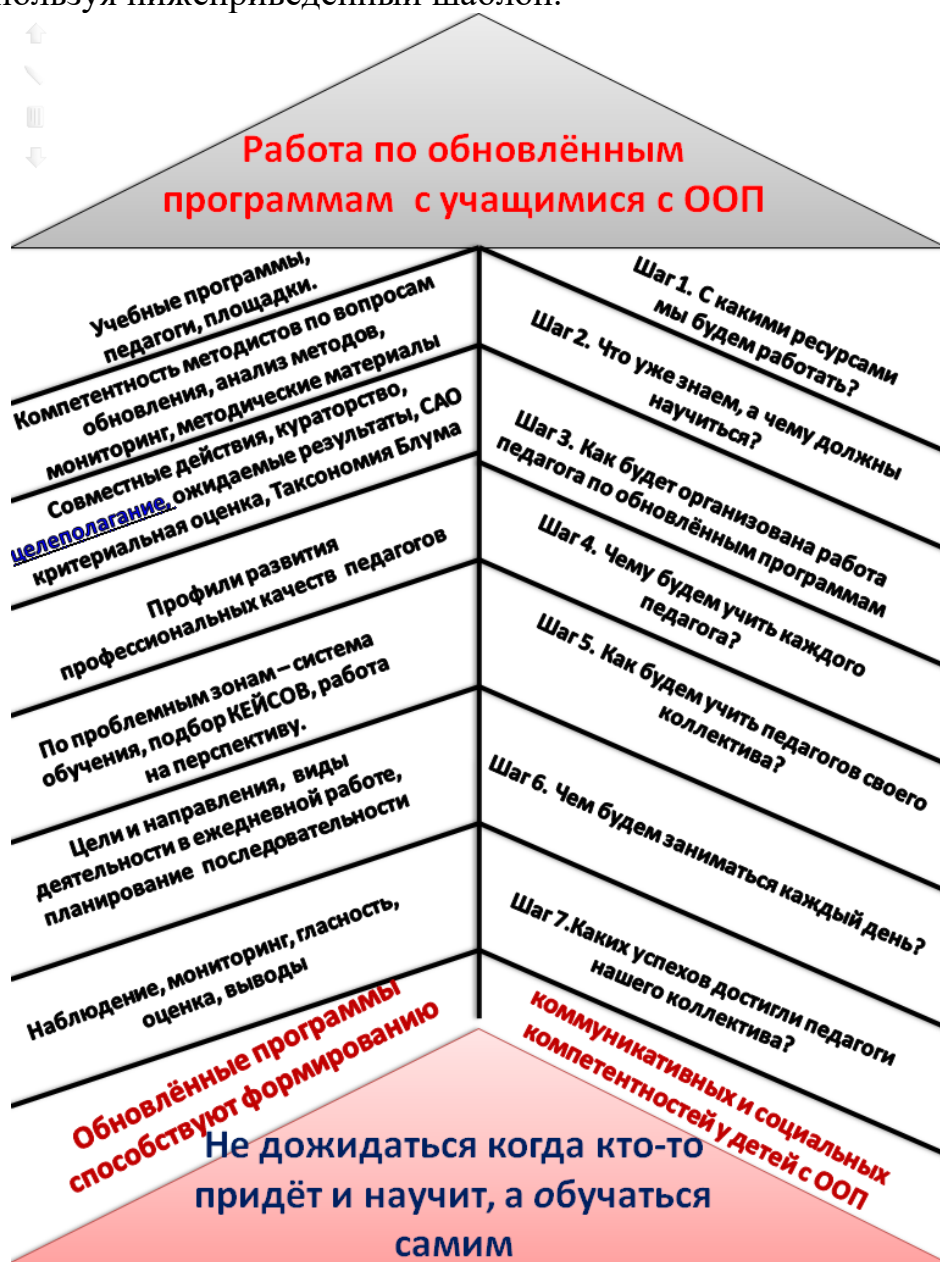 пользуя нижеприведенный шаблон.
Работа по обновлённым
программам с учащимися с ООП
Учебные программы,
педагоги, площадки.
Шаг 1. С какими ресурсами
мы будем работать?
Компетентность методистов по вопросам
обновления, анализ методов,
мониторинг, методические материалы
Шаг 2. Что уже знаем, а чему должны
научиться?
Совместные действия, кураторство,
целеполагание, ожидаемые результаты, САО
критериальная оценка, Таксономия Блума
Шаг 3. Как будет организована работа
педагога по обновлённым программам
Профили развития
профессиональных качеств педагогов
Шаг 4. Чему будем учить каждого
педагога?
По проблемным зонам – система
обучения, подбор КЕЙСОВ, работа
на перспективу.
Шаг 5. Как будем учить педагогов своего
коллектива?
Цели и направления, виды
деятельности в ежедневной работе,
планирование последовательности
Шаг 6. Чем будем заниматься каждый день?
Наблюдение, мониторинг, гласность,
оценка, выводы
Шаг 7.Каких успехов достигли педагоги
нашего коллектива?
Обновлённые программы
способствуют формированию
коммуникативных и социальных
компетентностей у детей с ООП
Не дожидаться когда кто-то
придёт и научит, а обучаться
самим